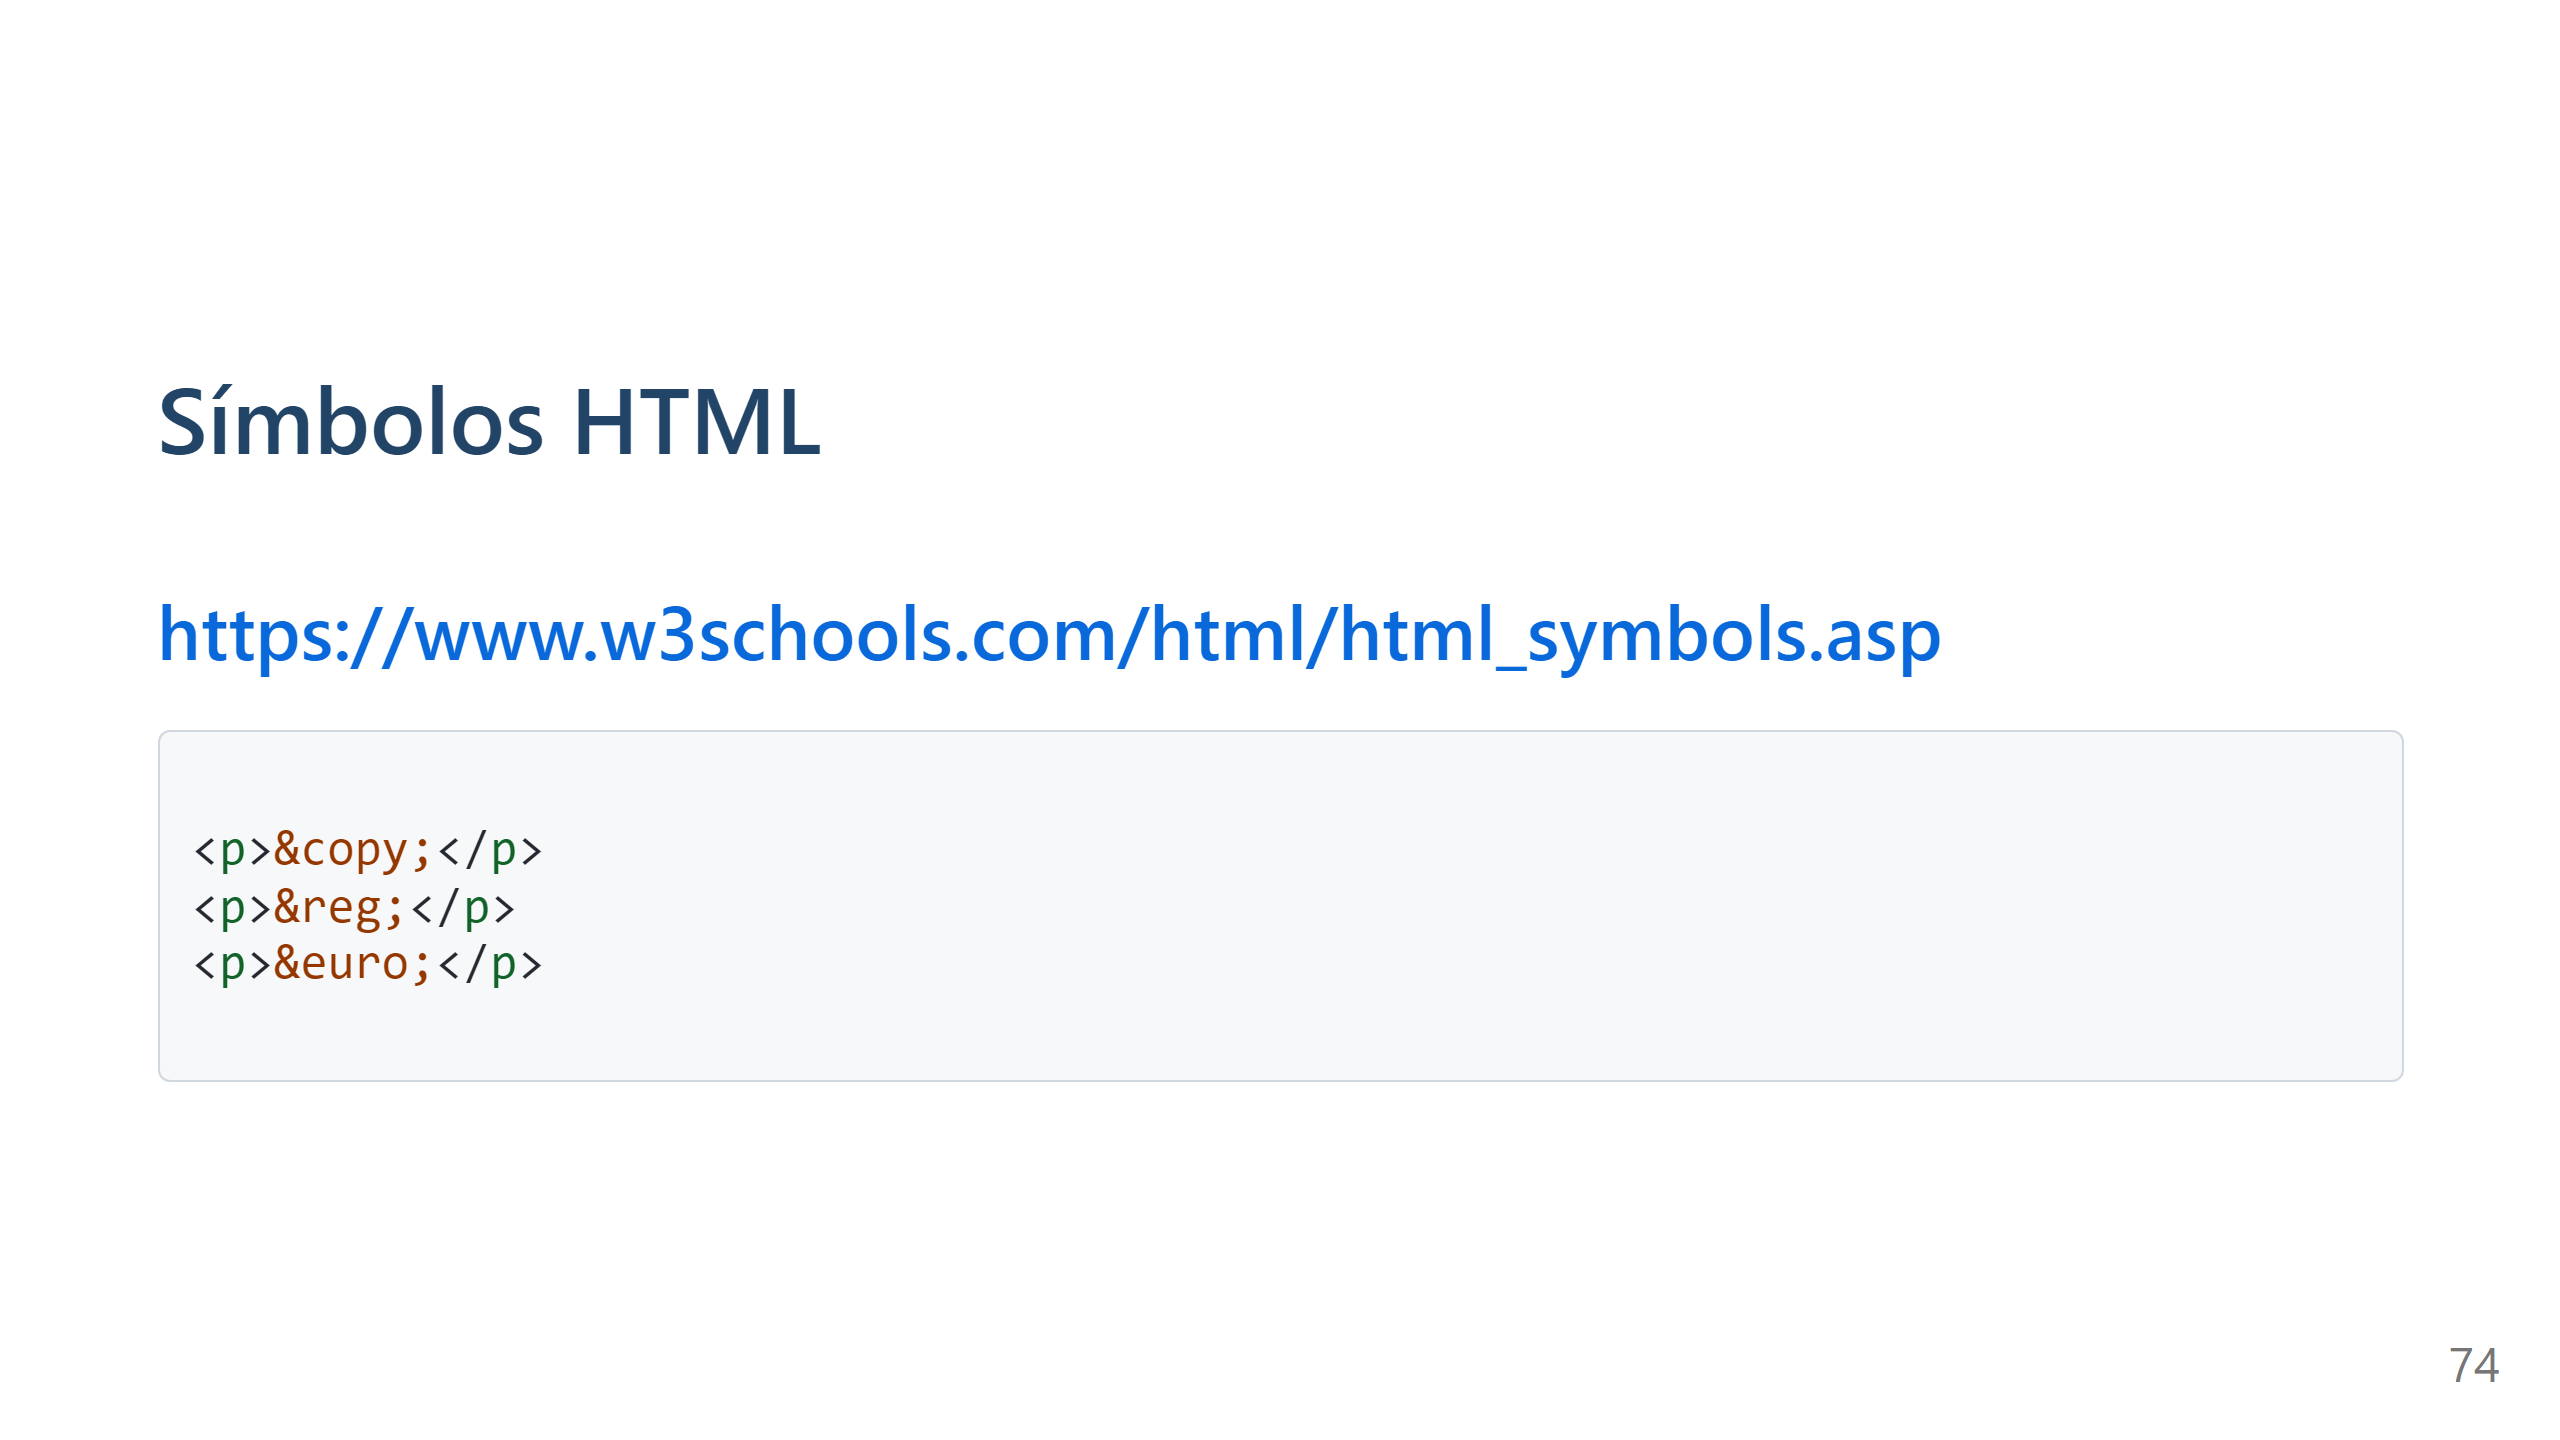 Símbolos HTML
https://www.w3schools.com/html/html_symbols.asp
<p>&copy;</p>
<p>&reg;</p>
<p>&euro;</p>
74